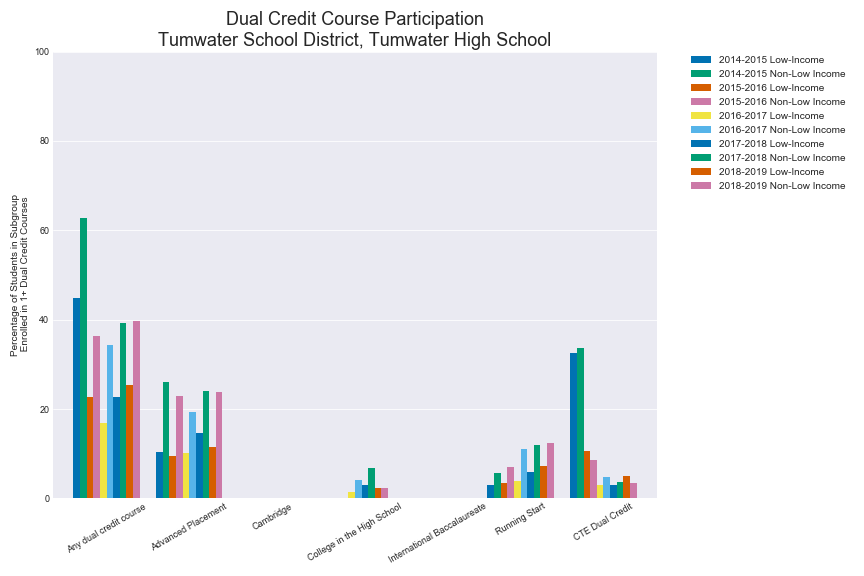 Dual Credit Course Participation
Tumwater School District, Tumwater High School
Percentage of Students in Subgroup
Enrolled in 1+ Dual Credit Courses
100
80
60
40
20
0
Any dual credit course
Advanced Placement
Cambridge
College in the High School
International Baccalaureate
Running Start
CTE Dual Credit
2014-2015 Low-Income
2014-2015 Non-Low Income
2015-2016 Low-Income
2015-2016 Non-Low Income
2016-2017 Low-Income
2016-2017 Non-Low Income
2017-2018 Low-Income
2017-2018 Non-Low Income
2018-2019 Low-Income
2018-2019 Non-Low Income